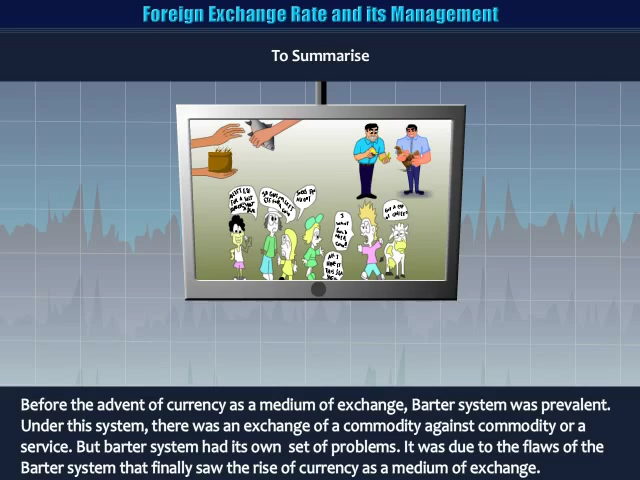 Foreign Exchange Rate and its Management
To Summarise
I
WANT
Before the advent of currency as a medium of exchange, Barter system was prevalent.
Under this system, there was an exchange of a commodity against commodity or a
service. But barter system had its own set of problems. It was due to the flaws of the
Barter system that finally saw the rise of currency as a medium of exchange.